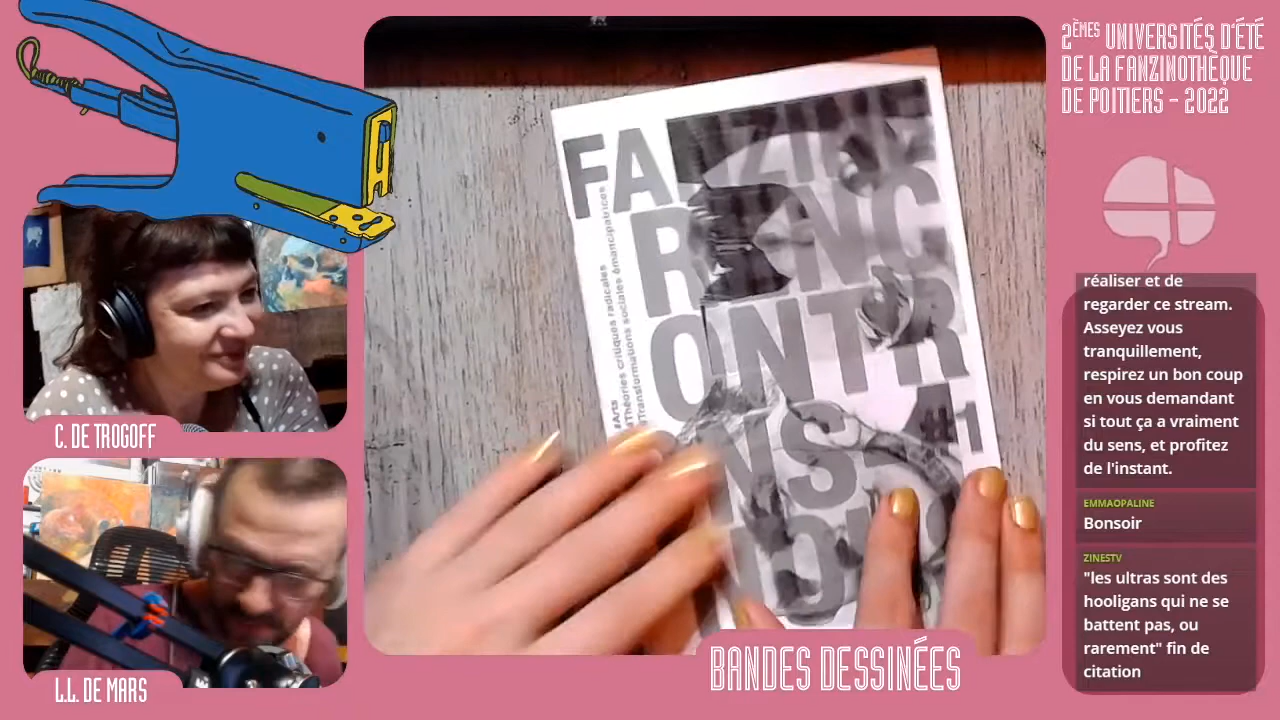 2ÈMES UNIVERSITÉS D'ÉTÉ
DE LA FANZINOTHÈQUE
DE POITIERS - 2022
FANZINE
RENC
ONTR
NS
#1
#Arts
#Théories critiques radicales
#Transformations sociales émancipatrices
C. DE TROGOFF
L.L. DE MARS
BANDES DESSINÉES
réaliser et de
regarder ce stream.
Asseyez vous
tranquillement,
respirez un bon coup
en vous demandant
si tout ça a vraiment
du sens, et profitez
de l'instant.
EMMAOPALINE
Bonsoir
ZINESTV
"les ultras sont des
hooligans qui ne se
battent pas, ou
rarement" fin de
citation